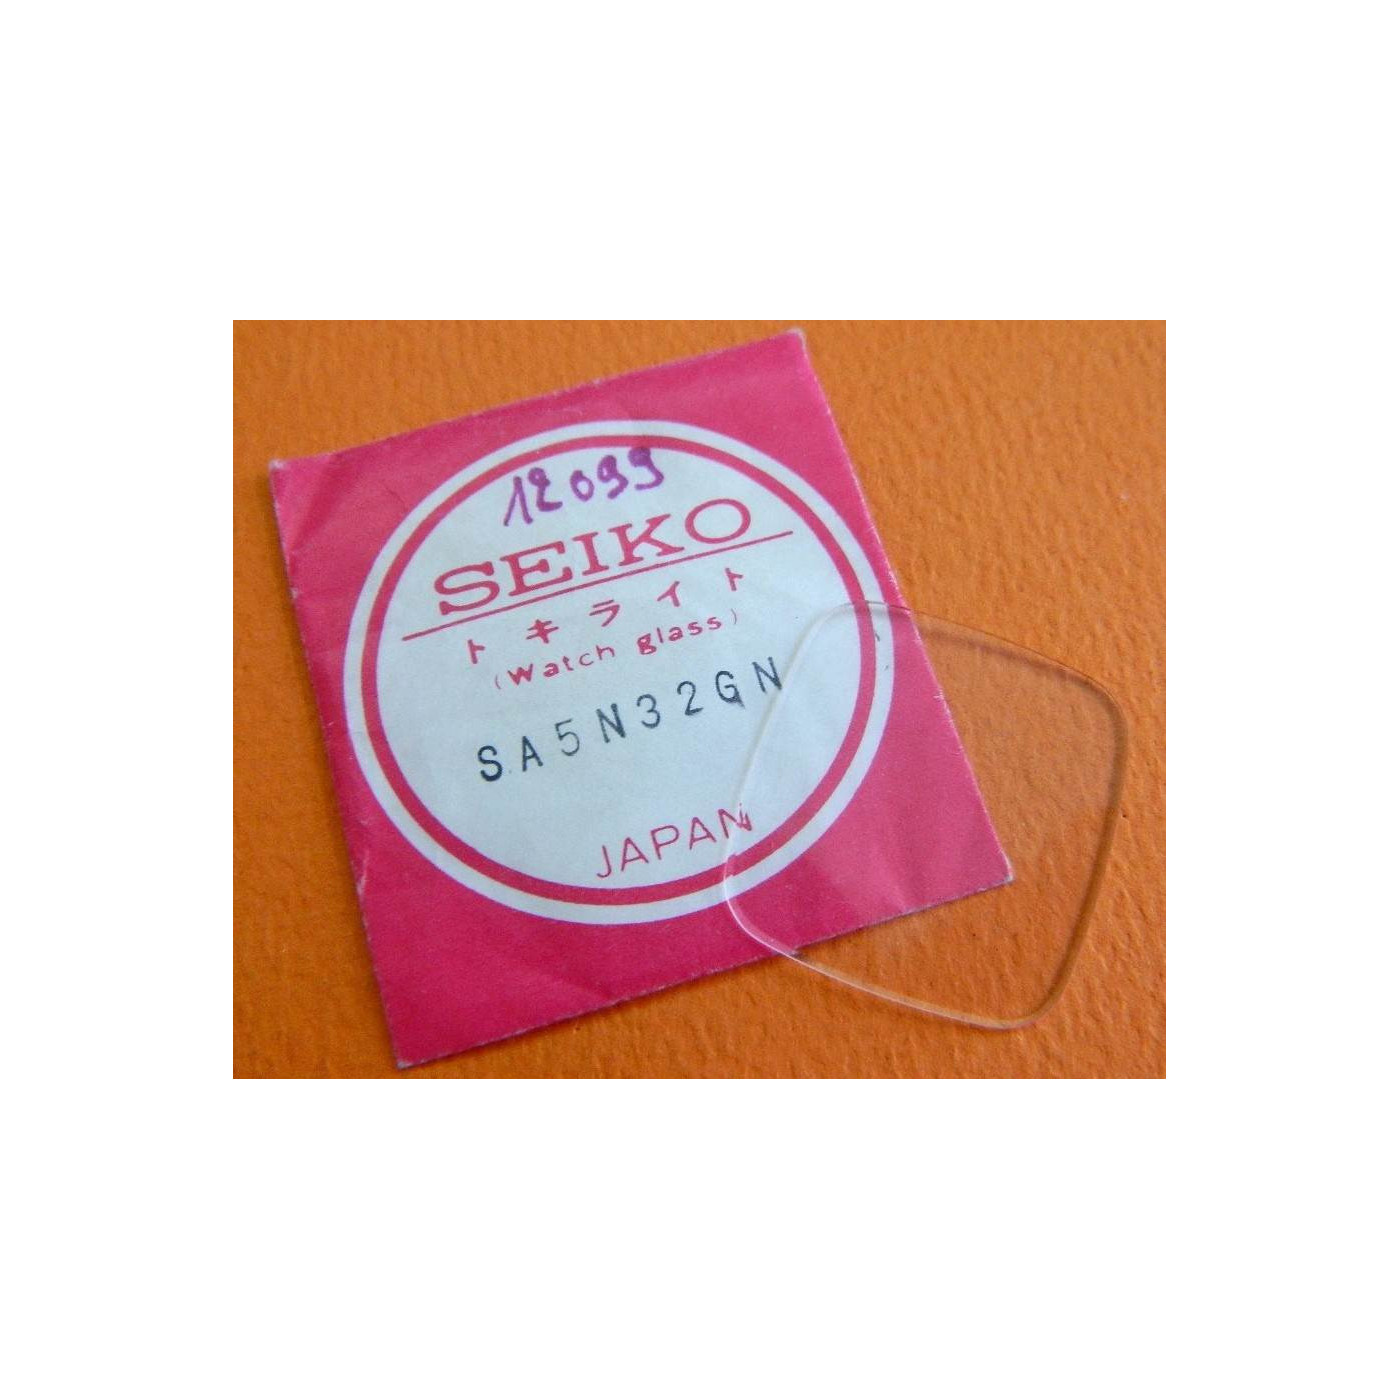 12099
SEIKO
トキライト
(Watch glass)
SA5N32GN
JAPAN